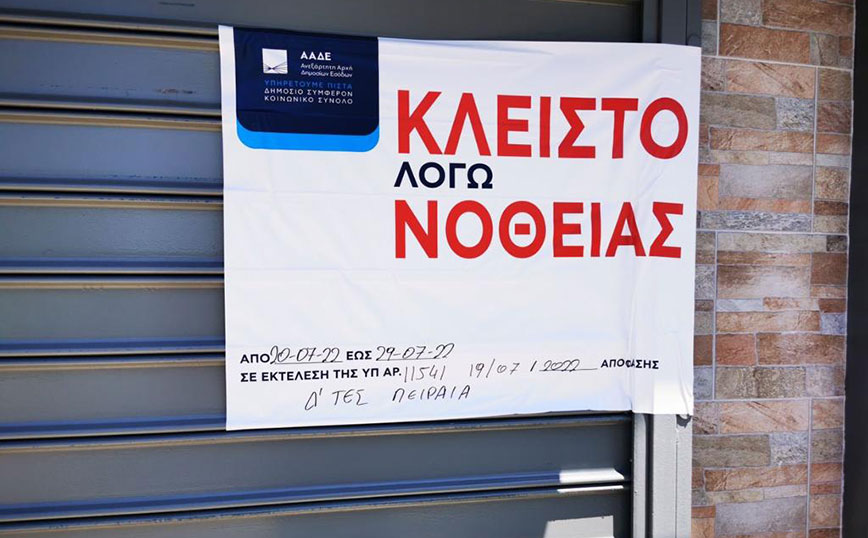 ΑΑΔΕ
Ανεξάρτητη Αρχή
Δημοσίων Εσόδων
ΥΠΗΡΕΤΟΥΜΕ ΠΙΣΤΑ
ΔΗΜΟΣΙΟ ΣΥΜΦΕΡΟΝ
ΚΟΙΝΩΝΙΚΟ ΣΥΝΟΛΟ
ΚΛΕΙΣΤΟ
ΛΟΓΩ
ΝΟΘΕΙΑΣ
ΑΠΟ 20-07-22 ΕΩΣ 29-07-22
ΣΕ ΕΚΤΕΛΕΣΗ ΤΗΣ ΥΠ ΑΡ. 11541 19/07/2022 ΑΠΟΦΑΣΗΣ
Δ' ΤΕΣ ΠΕΙΡΑΙΑ